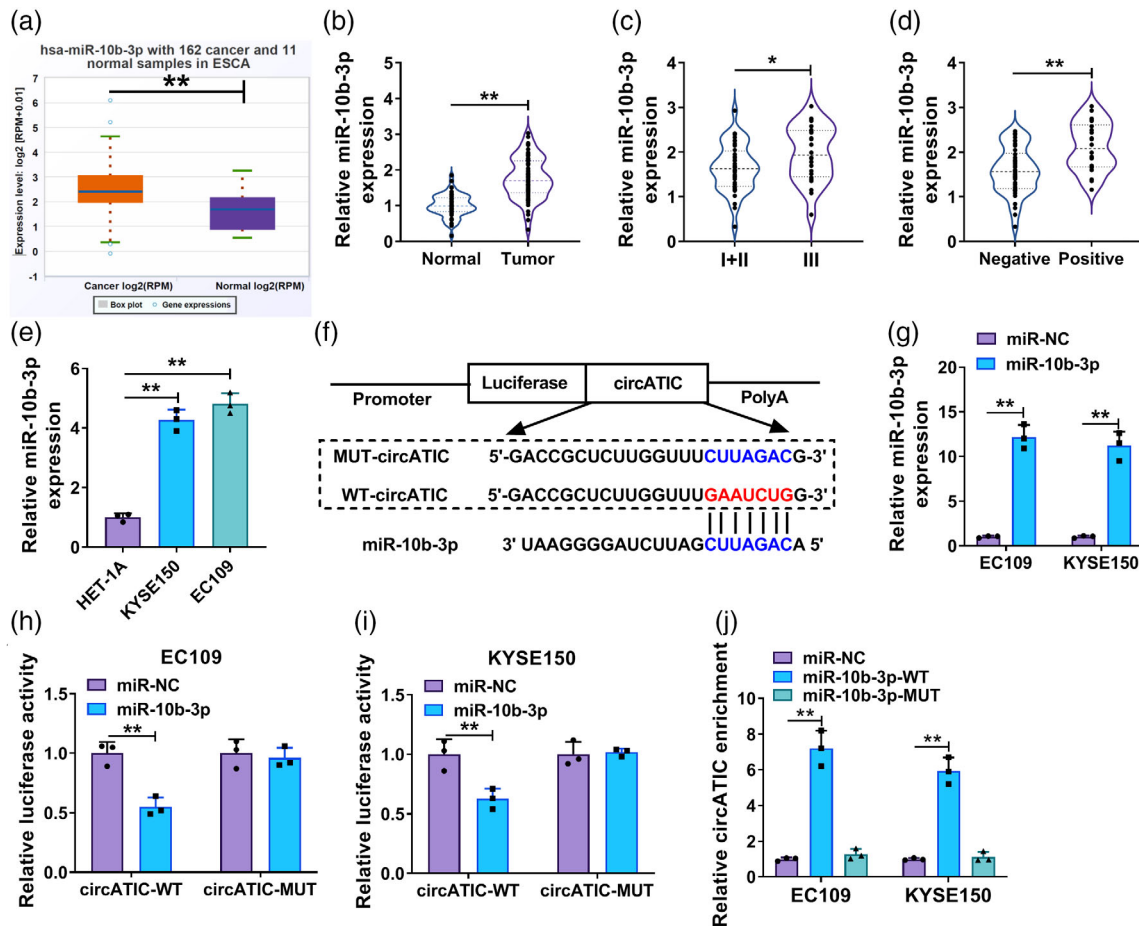 (a)
hsa-miR-10b-3p with 162 cancer and 11
normal samples in ESCA
**
Expression level: log2 [RPM+0.01]
7
6
5
4
3
2
1
0
-1
Cancer log2(RPM)
Normal log2(RPM)
Box plot
Gene expressions
(b)
Relative miR-10b-3p
expression
5
4
3
2
1
0
**
Normal
Tumor
(c)
Relative miR-10b-3p
expression
4
3
2
1
0
*
I+II
III
(d)
Relative miR-10b-3p
expression
4
3
2
1
0
**
Negative
Positive
(e)
Relative miR-10b-3p
expression
6
4
2
0
**
**
HET-1A
KYSE150
EC109
(f)
Luciferase
circATIC
Promoter
PolyA
MUT-circATIC 5'-GACCGCUCUUGGUUUCUUAGACG-3'
WT-circATIC 5'-GACCGCUCUUGGUUUGAAUCUGG-3'
miR-10b-3p 3' UAAGGGGAUCUUAGCUUAGACA 5'
(g)
miR-NC
miR-10b-3p
Relative miR-10b-3p
expression
15
12
9
6
3
0
**
**
EC109
KYSE150
(h)
EC109
miR-NC
miR-10b-3p
Relative luciferase activity
1.5
1.0
0.5
0.0
**
circATIC-WT
circATIC-MUT
(i)
KYSE150
miR-NC
miR-10b-3p
Relative luciferase activity
1.5
1.0
0.5
0.0
**
circATIC-WT
circATIC-MUT
(j)
miR-NC
miR-10b-3p-WT
miR-10b-3p-MUT
Relative circATIC enrichment
10
8
6
4
2
0
**
**
EC109
KYSE150